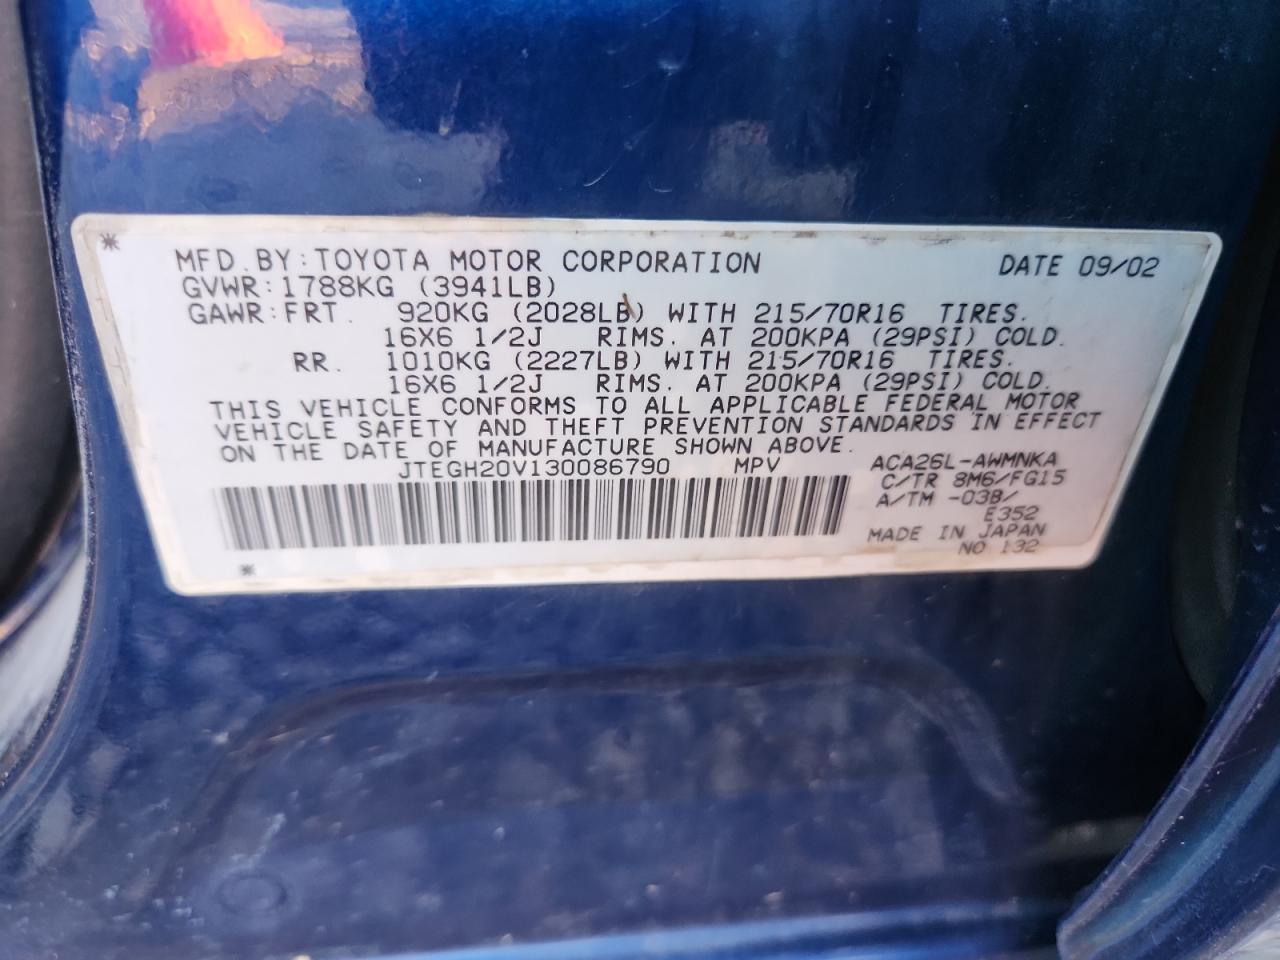 * MFD. BY: TOYOTA MOTOR CORPORATION DATE 09/02
GVWR: 1788KG (3941LB)
GAWR: FRT. 920KG (2028LB) WITH 215/70R16 TIRES.
16X6 1/2J RIMS. AT 200KPA (29PSI) COLD.
RR. 1010KG (2227LB) WITH 215/70R16 TIRES.
16X6 1/2J RIMS. AT 200KPA (29PSI) COLD.
THIS VEHICLE CONFORMS TO ALL APPLICABLE FEDERAL MOTOR
VEHICLE SAFETY AND THEFT PREVENTION STANDARDS IN EFFECT
ON THE DATE OF MANUFACTURE SHOWN ABOVE.
JTEGH20V130086790 MPV
ACA26L-AWMNKA
C/TR 8M6/FG15
A/TM -03B/
E352
MADE IN JAPAN
NO 132
*